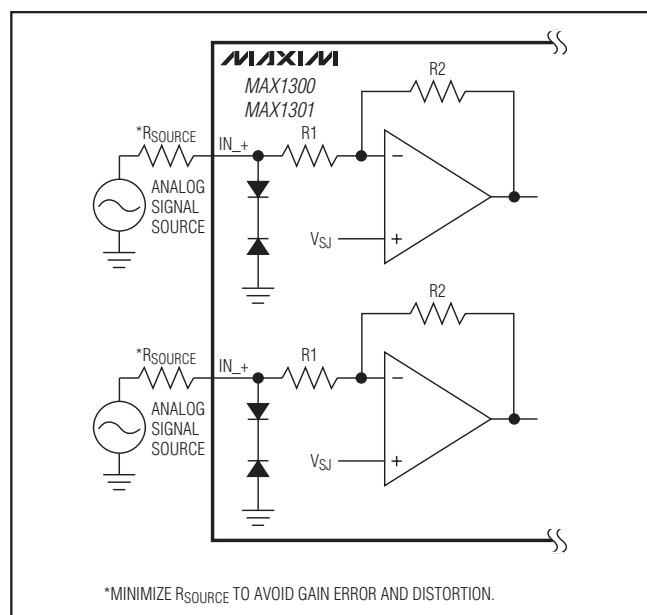 MAXIM
MAX1300
MAX1301
R2
*RSOURCE
IN_+
R1
ANALOG
SIGNAL
SOURCE
−
VSJ
+
R2
*RSOURCE
IN_+
R1
ANALOG
SIGNAL
SOURCE
−
VSJ
+
*MINIMIZE RSOURCE TO AVOID GAIN ERROR AND DISTORTION.